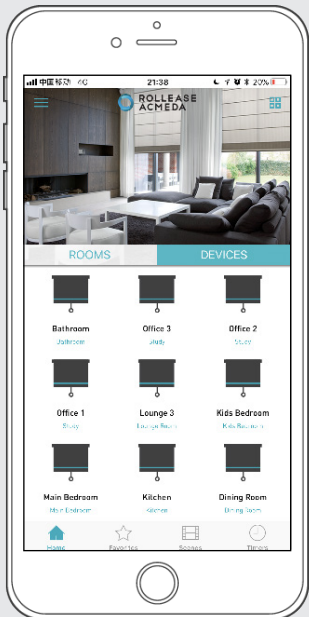 中国移动 4G 21:38 20%
ROLLEASE
ACMEDA
ROOMS DEVICES
Bathroom Office 3 Office 2
Bathroom Study Study
Office 1 Lounge 3 Kids Bedroom
Study Lounge Room Kids Bedroom
Main Bedroom Kitchen Dining Room
Main Bedroom Kitchen Dining Room
Home Favorites Scenes Timers